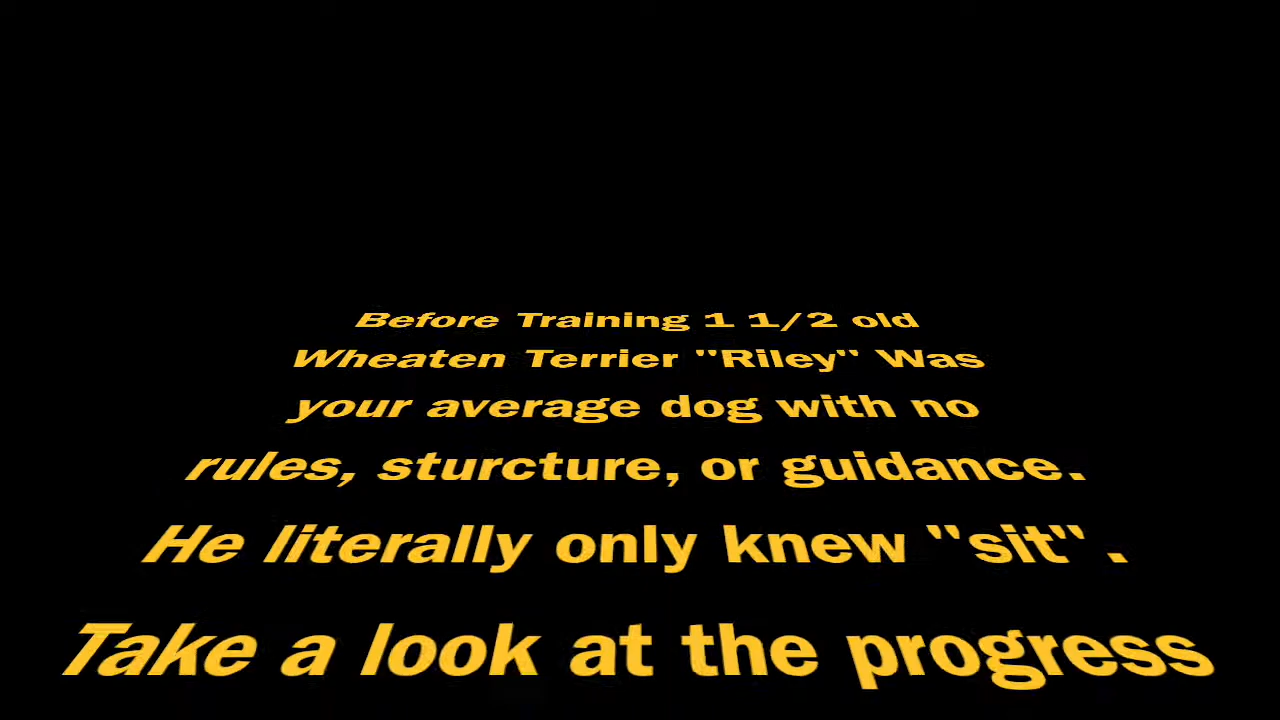 Before Training 1 1/2 old
Wheaten Terrier "Riley" Was
your average dog with no
rules, sturcture, or guidance.
He literally only knew "sit" .
Take a look at the progress